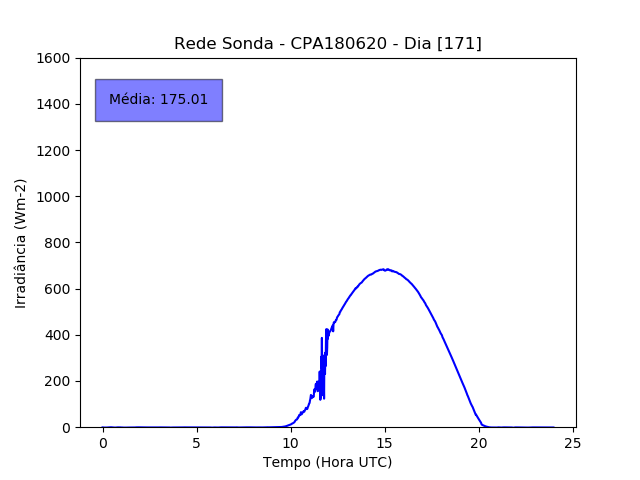 Rede Sonda - CPA180620 - Dia [171]
1600
1400
1200
1000
800
600
400
200
0
Média: 175.01
Irradiância (Wm-2)
0 5 10 15 20 25
Tempo (Hora UTC)